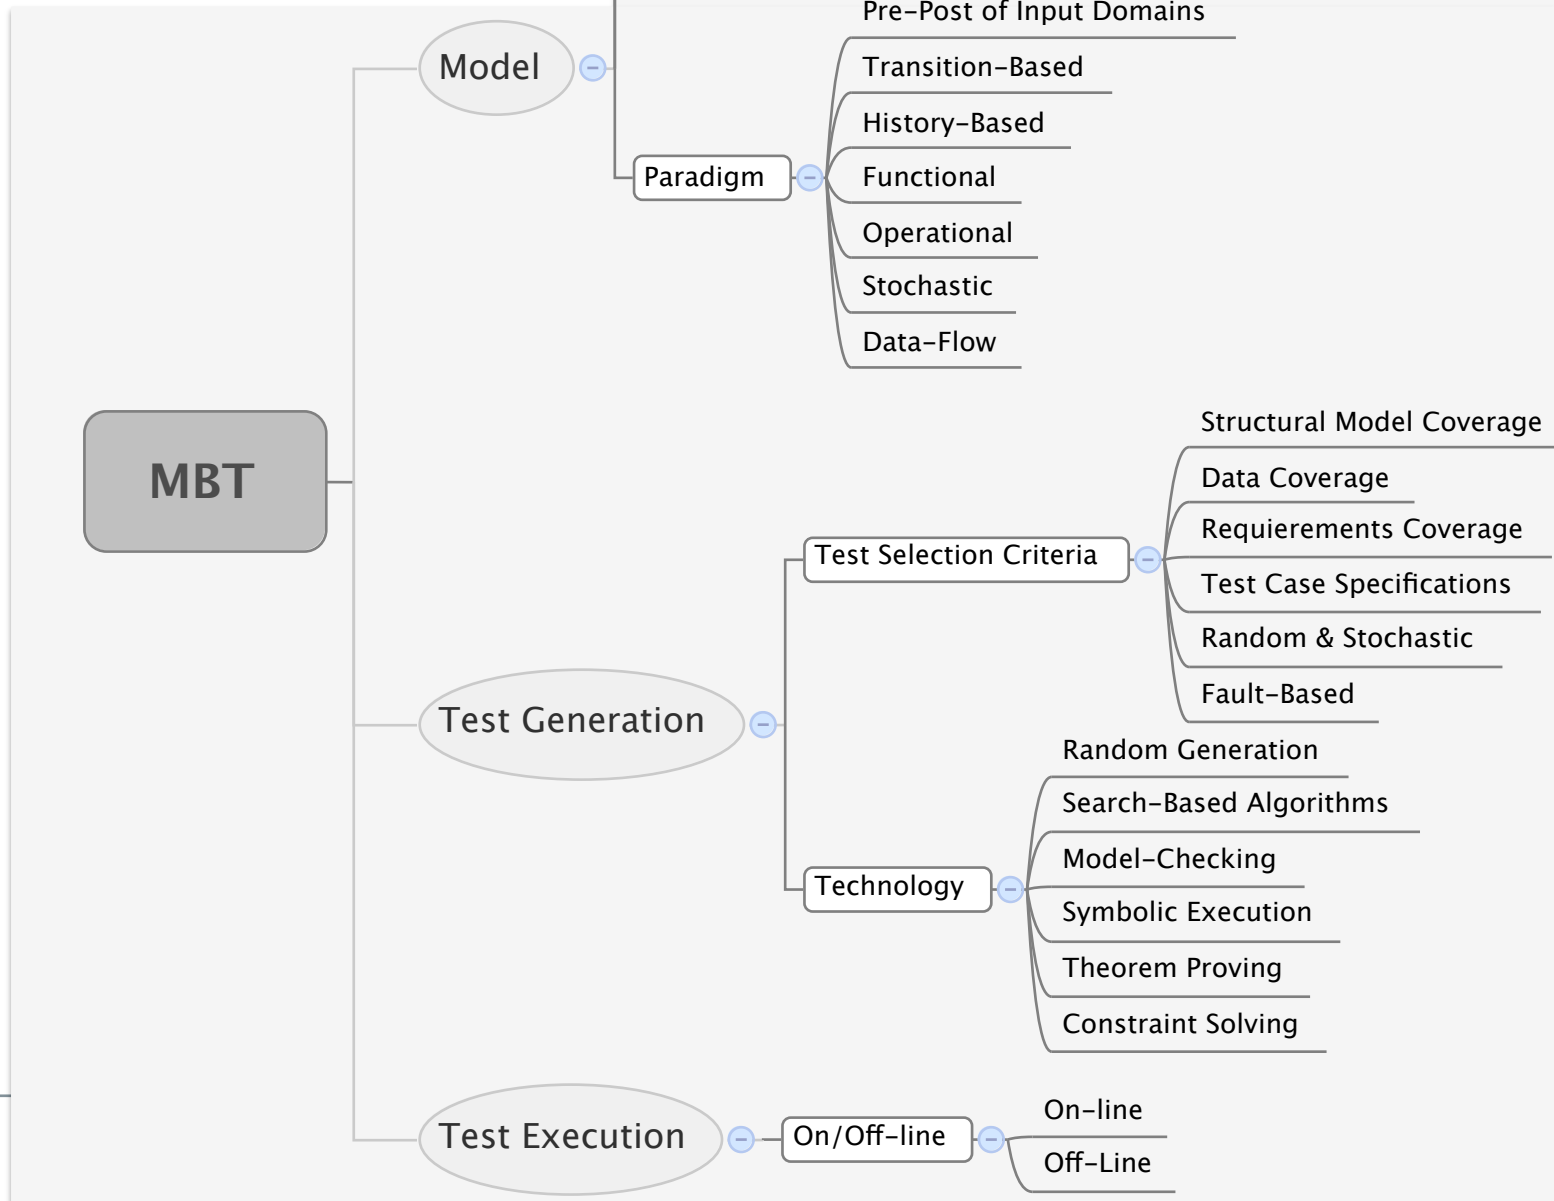 Pre-Post of Input Domains
Model
Transition-Based
History-Based
Paradigm
Functional
Operational
Stochastic
Data-Flow
MBT
Structural Model Coverage
Data Coverage
Requierements Coverage
Test Selection Criteria
Test Case Specifications
Random & Stochastic
Fault-Based
Test Generation
Random Generation
Search-Based Algorithms
Model-Checking
Technology
Symbolic Execution
Theorem Proving
Constraint Solving
Test Execution
On/Off-line
On-line
Off-Line